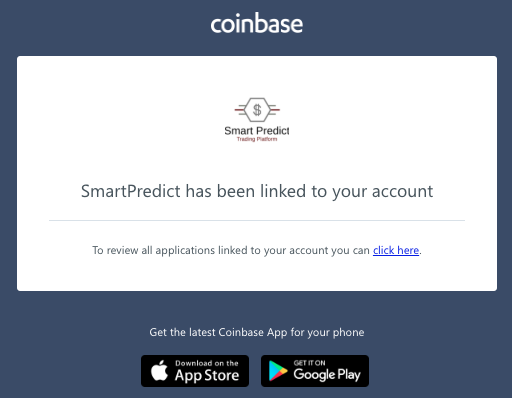 coinbase
$
Smart Predict
Trading Platform
SmartPredict has been linked to your account
To review all applications linked to your account you can click here.
Get the latest Coinbase App for your phone
Download on the
App Store
GET IT ON
Google Play